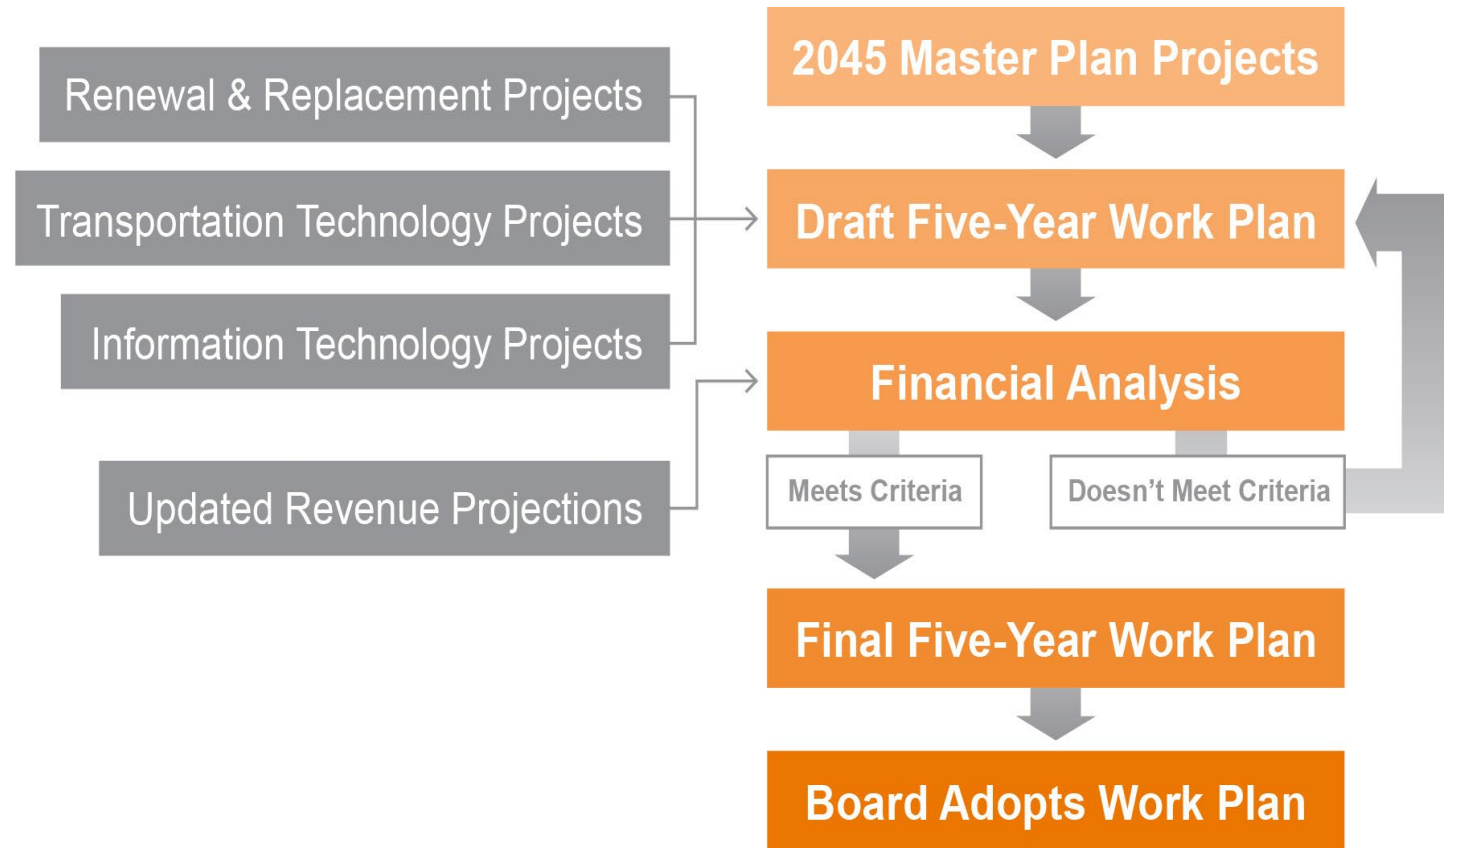 2045 Master Plan Projects
Renewal & Replacement Projects
Transportation Technology Projects
Draft Five-Year Work Plan
Information Technology Projects
Financial Analysis
Updated Revenue Projections
Meets Criteria
Doesn’t Meet Criteria
Final Five-Year Work Plan
Board Adopts Work Plan